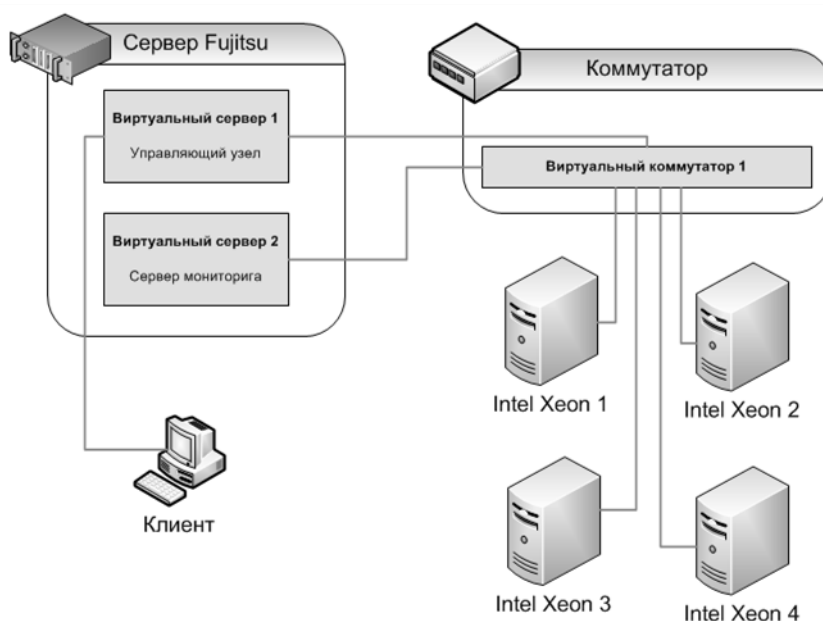 Сервер Fujitsu
Коммутатор
Виртуальный сервер 1
Управляющий узел
Виртуальный коммутатор 1
Виртуальный сервер 2
Сервер мониторига
Intel Xeon 1
Intel Xeon 2
Клиент
Intel Xeon 3
Intel Xeon 4